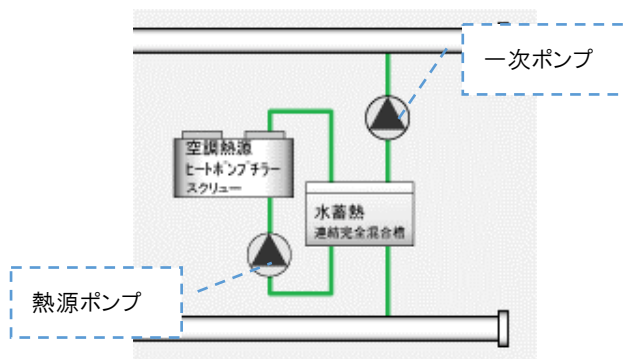 一次ポンプ
空調熱源
ヒートポンプチラー
スクリュー
水蓄熱
連結完全混合槽
熱源ポンプ